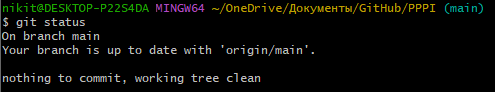 nikit@DESKTOP-P22S4DA MINGW64 ~/OneDrive/Документы/GitHub/PPPI (main)
$ git status
On branch main
Your branch is up to date with 'origin/main'.

nothing to commit, working tree clean